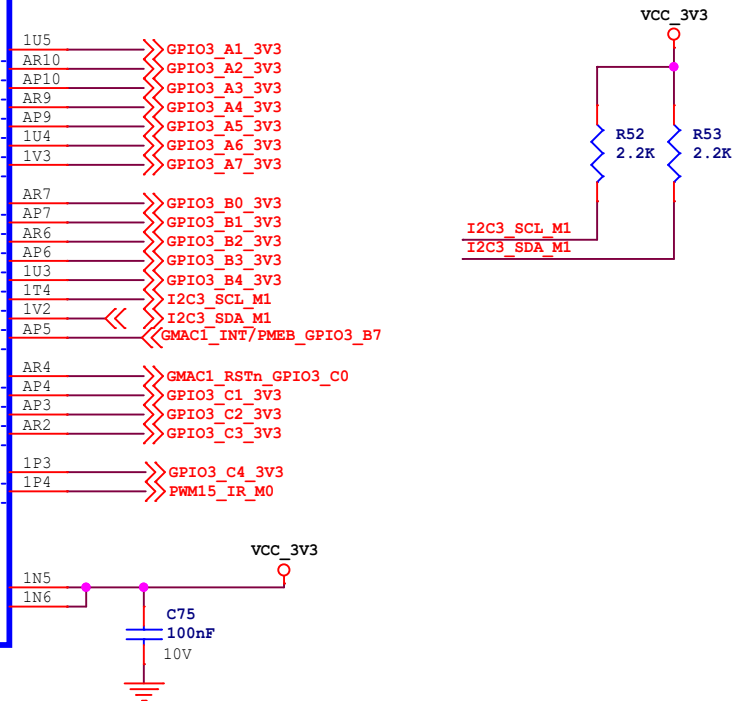 VCC_3V3
1U5 GPIO3_A1_3V3
AR10 GPIO3_A2_3V3
AP10 GPIO3_A3_3V3
AR9 GPIO3_A4_3V3
AP9 GPIO3_A5_3V3
1U4 GPIO3_A6_3V3
1V3 GPIO3_A7_3V3
R52 R53
2.2K 2.2K
AR7 GPIO3_B0_3V3
AP7 GPIO3_B1_3V3
AR6 GPIO3_B2_3V3
AP6 GPIO3_B3_3V3
1U3 GPIO3_B4_3V3
1T4 I2C3_SCL_M1
1V2 I2C3_SDA_M1
AP5 GMAC1_INT/PMEB_GPIO3_B7
I2C3_SCL_M1
I2C3_SDA_M1
AR4 GMAC1_RSTn_GPIO3_C0
AP4 GPIO3_C1_3V3
AP3 GPIO3_C2_3V3
AR2 GPIO3_C3_3V3
1P3 GPIO3_C4_3V3
1P4 PWM15_IR_M0
VCC_3V3
1N5
1N6
C75
100nF
10V